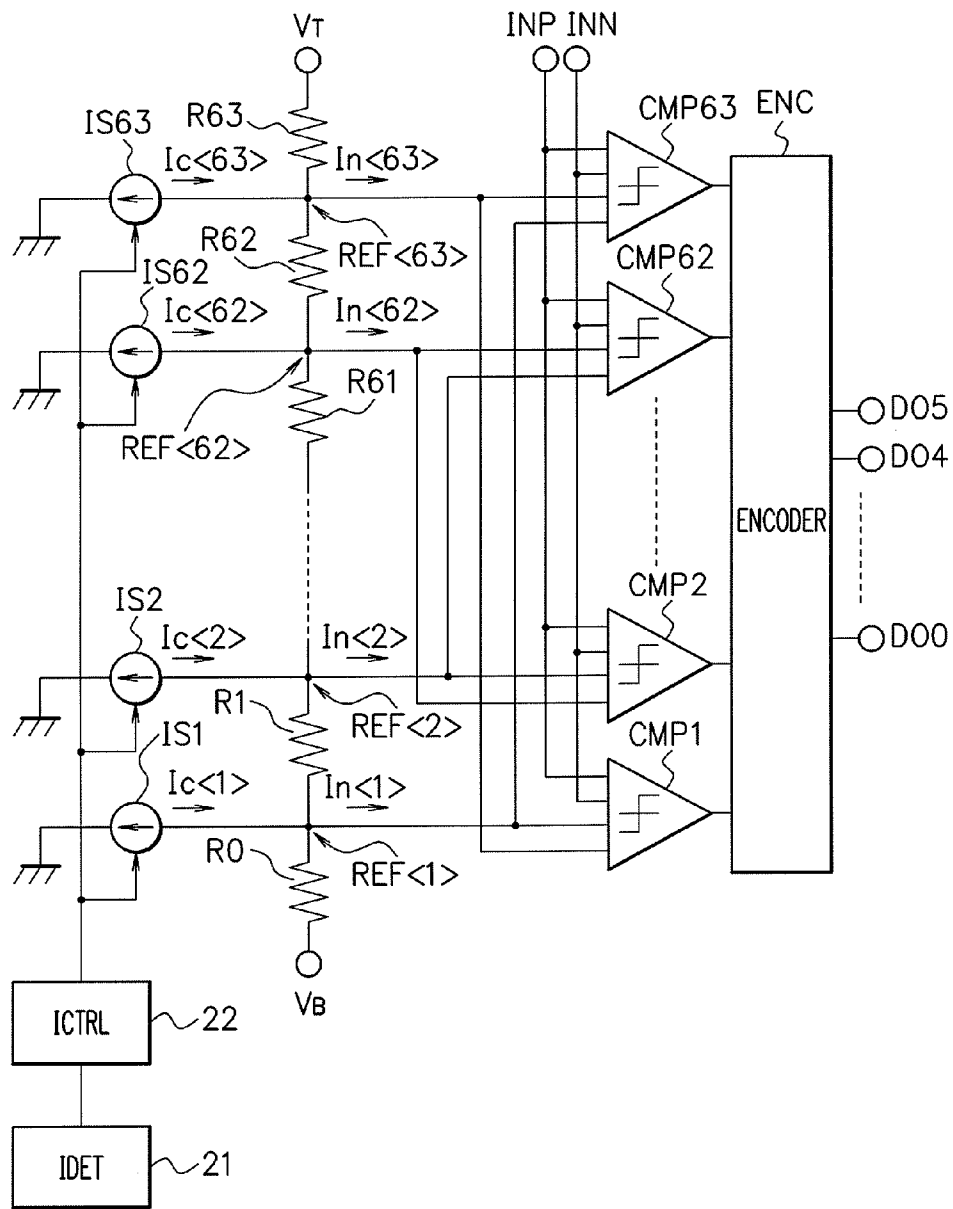 VT
INP INN
R63
CMP63
ENC
IS63
Ic<63>
In<63>
R62
REF<63>
IS62
CMP62
Ic<62>
In<62>
R61
REF<62>
DO5
DO4
ENCODER
IS2
CMP2
Ic<2>
In<2>
DO0
R1
REF<2>
IS1
CMP1
Ic<1>
In<1>
R0
REF<1>
VB
ICTRL
22
IDET
21